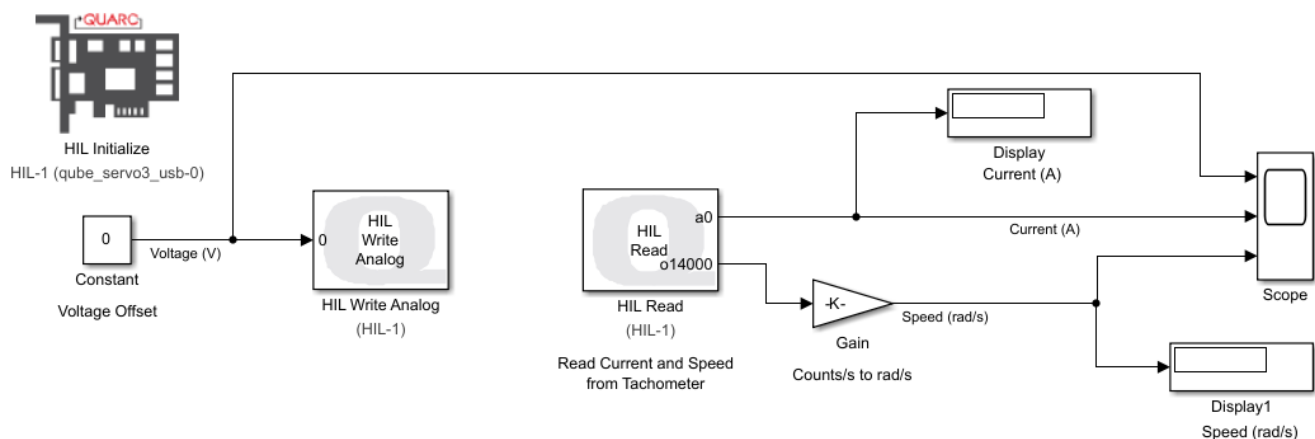 QUARC
HIL Initialize
HIL-1 (qube_servo3_usb-0)
0
Constant
Voltage Offset
Voltage (V)
0
HIL
Write
Analog
HIL Write Analog
(HIL-1)
HIL
Read
a0
o14000
HIL Read
(HIL-1)
Read Current and Speed
from Tachometer
-K-
Gain
Counts/s to rad/s
Speed (rad/s)
Display
Current (A)
Current (A)
Scope
Display1
Speed (rad/s)